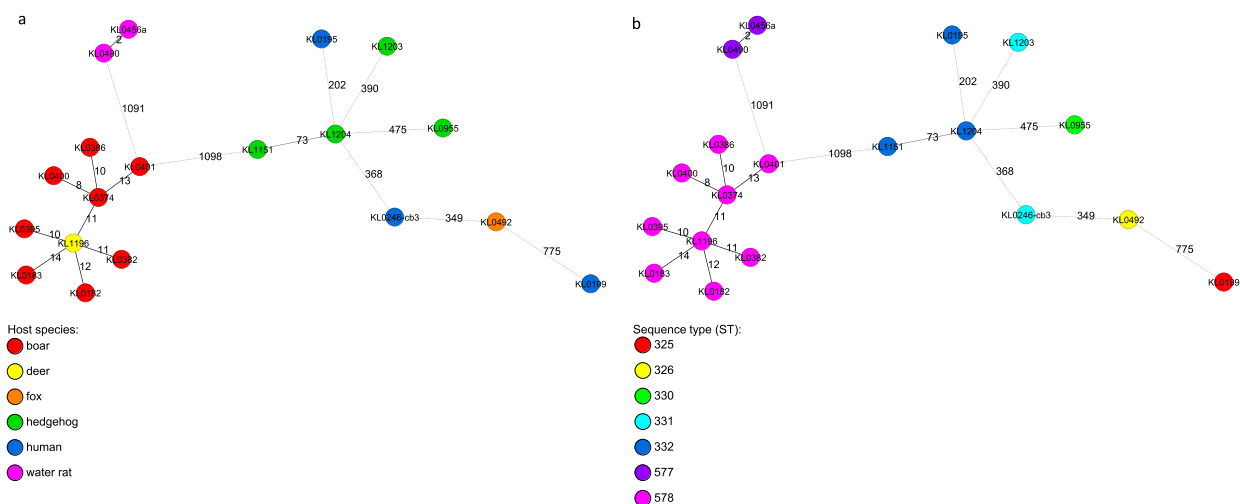 a
KL0456a
2
KL0490
1091
KL0195
KL1203
202
390
KL1204
475
KL0955
73
KL1151
1098
KL0401
KL0386
10
13
KL0400
8
KL0374
11
368
KL0246-cb3
349
KL0492
775
KL0199
KL0395
10
KL1196
11
KL0382
14
12
KL0183
KL0182
Host species:
boar
deer
fox
hedgehog
human
water rat
b
KL0456a
2
KL0490
1091
KL0195
KL1203
202
390
KL1204
475
KL0955
73
KL1151
1098
KL0401
KL0386
10
13
KL0400
8
KL0374
11
368
KL0246-cb3
349
KL0492
775
KL0199
KL0395
10
KL1196
11
KL0382
14
12
KL0183
KL0182
Sequence type (ST):
325
326
330
331
332
577
578